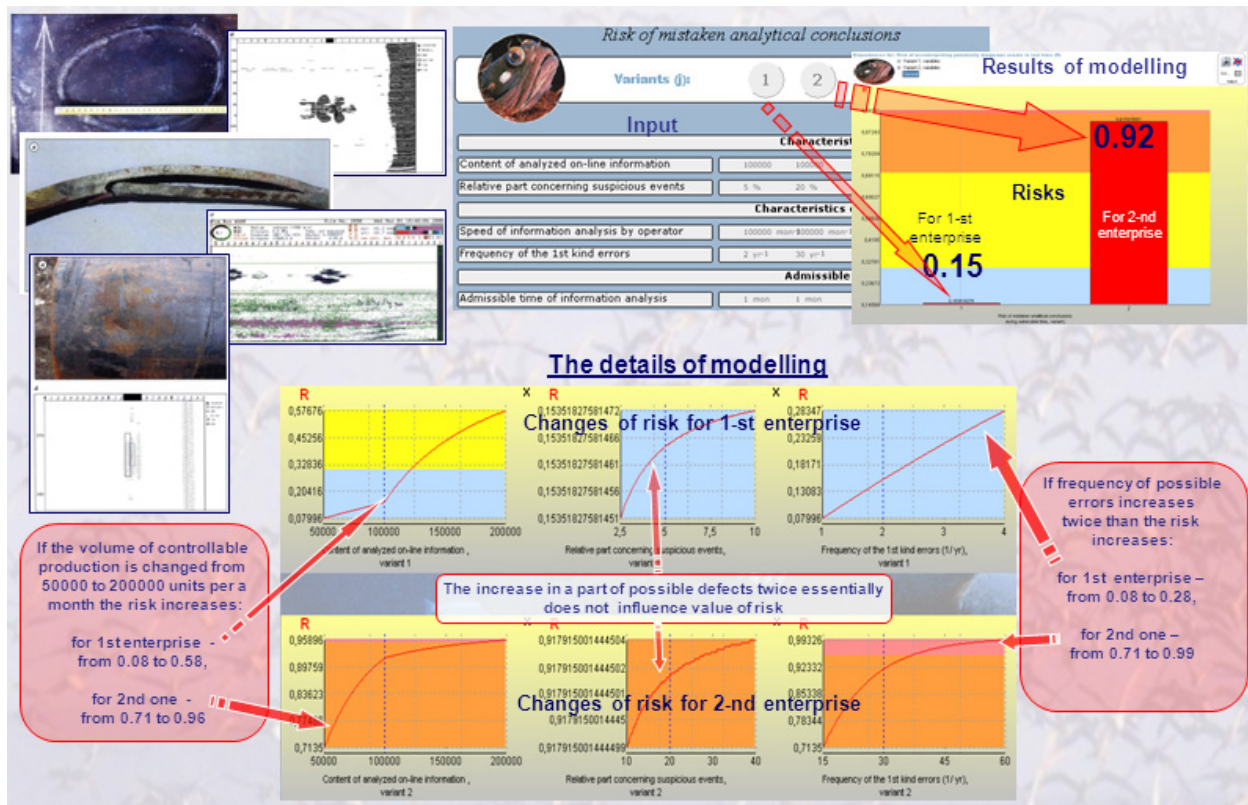 Risk of mistaken analytical conclusions
Variants (j):
1
2
Input
Characterist
Content of analyzed on-line information
100000
Relative part concerning suspicious events
5 %
20 %
Characteristics
Speed of information analysis by operator
Frequency of the 1st kind errors
2 yr-1
30 yr-1
Admissible
Admissible time of information analysis
1 mon
1 mon
Results of modelling
0.92
Risks
For 1-st
enterprise
0.15
For 2-nd
enterprise
The details of modelling
R
0,57676
0,45256
0,32836
0,20416
0,07996
50000
100000
150000
200000
Content of analyzed on-line information ,
variant 1
X
R
0,153518275814
0,153518275814
0,15351827581461
0,15351827581456
0,15351827581451
2,5
5
7,5
10
Relative part concerning suspicious events,
variant 1
X
R
0,28347
0,23259
0,18171
0,13083
0,07996
1
2
3
4
Frequency of the 1st kind errors (1/ yr),
variant 1
Changes of risk for 1-st enterprise
If the volume of controllable
production is changed from
50000 to 200000 units per a
month the risk increases:
for 1st enterprise -
from 0.08 to 0.58,
for 2nd one -
from 0.71 to 0.96
The increase in a part of possible defects twice essentially
does not influence value of risk
If frequency of possible
errors increases
twice than the risk
increases:
for 1st enterprise –
from 0.08 to 0.28,
for 2nd one –
from 0.71 to 0.99
R
0,95896
0,89759
0,83623
0,7135
50000
100000
150000
200000
Content of analyzed on-line information ,
variant 2
X
R
0,917915001444504
0,917915001444499
10
20
30
40
Relative part concerning suspicious events,
variant 2
R
0,99326
0,92332
0,85338
0,78344
0,7135
15
30
45
60
Frequency of the 1st kind errors (1/ yr),
variant 2
Changes of risk for 2-nd enterprise